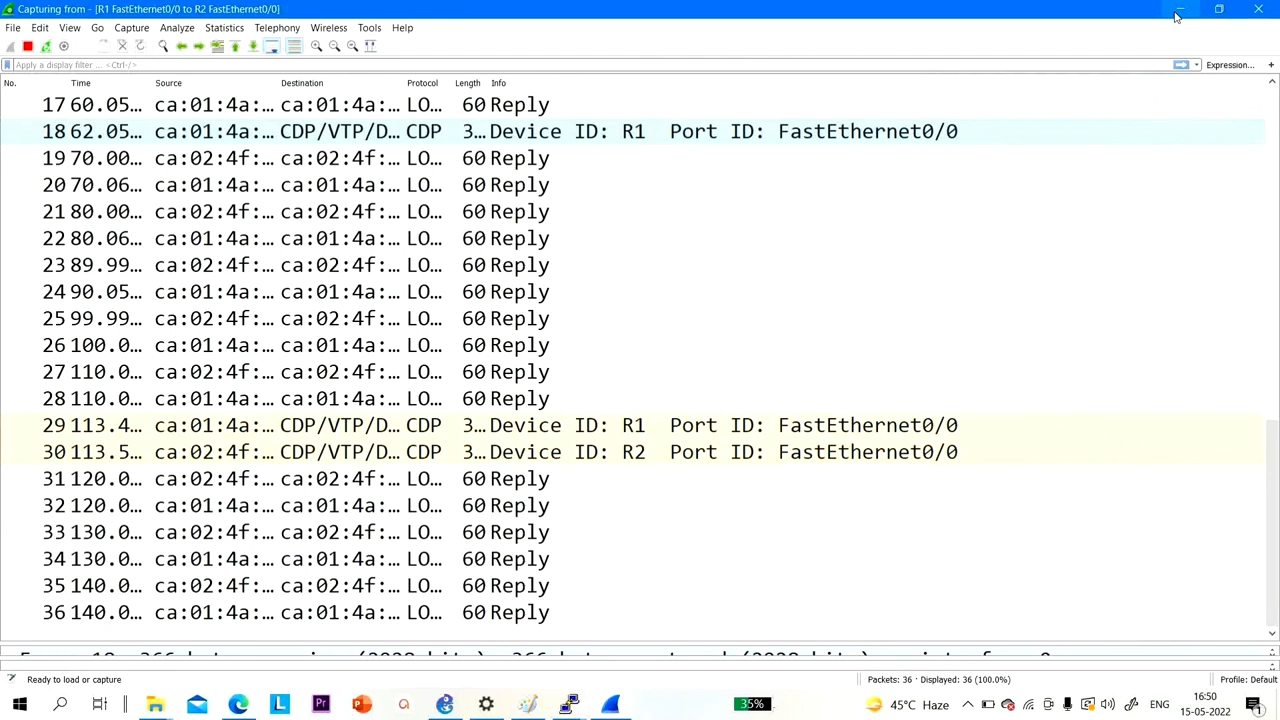 Capturing from - [R1 FastEthernet0/0 to R2 FastEthernet0/0]
File Edit View Go Capture Analyze Statistics Telephony Wireless Tools Help
Apply a display filter ... <Ctrl-/> Expression... +
No. Time Source Destination Protocol Length Info
17 60.05... ca:01:4a:... ca:01:4a:... LO... 60 Reply
18 62.05... ca:01:4a:... CDP/VTP/D... CDP 3... Device ID: R1 Port ID: FastEthernet0/0
19 70.00... ca:02:4f:... ca:02:4f:... LO... 60 Reply
20 70.06... ca:01:4a:... ca:01:4a:... LO... 60 Reply
21 80.00... ca:02:4f:... ca:02:4f:... LO... 60 Reply
22 80.06... ca:01:4a:... ca:01:4a:... LO... 60 Reply
23 89.99... ca:02:4f:... ca:02:4f:... LO... 60 Reply
24 90.05... ca:01:4a:... ca:01:4a:... LO... 60 Reply
25 99.99... ca:02:4f:... ca:02:4f:... LO... 60 Reply
26 100.0... ca:01:4a:... ca:01:4a:... LO... 60 Reply
27 110.0... ca:02:4f:... ca:02:4f:... LO... 60 Reply
28 110.0... ca:01:4a:... ca:01:4a:... LO... 60 Reply
29 113.4... ca:01:4a:... CDP/VTP/D... CDP 3... Device ID: R1 Port ID: FastEthernet0/0
30 113.5... ca:02:4f:... CDP/VTP/D... CDP 3... Device ID: R2 Port ID: FastEthernet0/0
31 120.0... ca:02:4f:... ca:02:4f:... LO... 60 Reply
32 120.0... ca:01:4a:... ca:01:4a:... LO... 60 Reply
33 130.0... ca:02:4f:... ca:02:4f:... LO... 60 Reply
34 130.0... ca:01:4a:... ca:01:4a:... LO... 60 Reply
35 140.0... ca:02:4f:... ca:02:4f:... LO... 60 Reply
36 140.0... ca:01:4a:... ca:01:4a:... LO... 60 Reply
Ready to load or capture Packets: 36 · Displayed: 36 (100.0%) Profile: Default
35% 45°C Haze ENG 16:50
15-05-2022